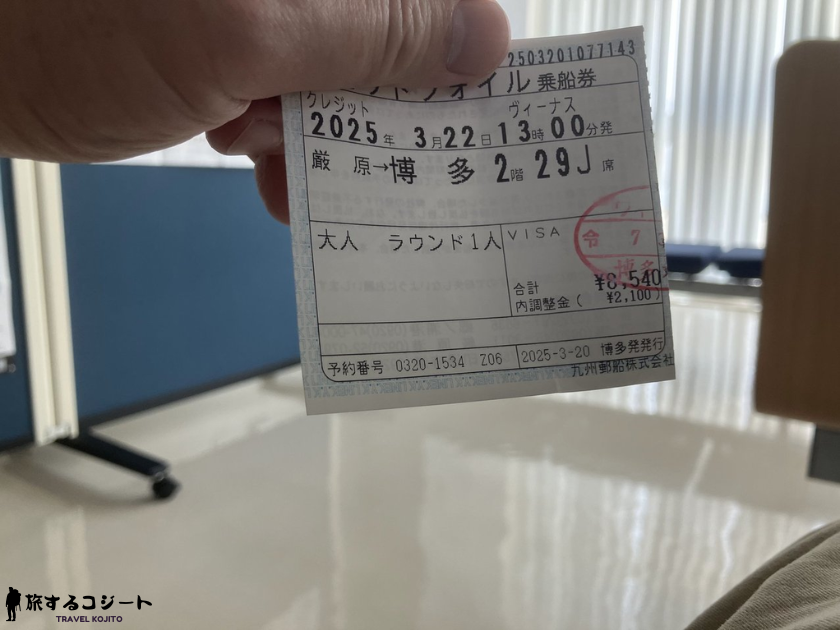 2503201077143
ットフォイル 乗船券
クレジット ヴィーナス
2025年 3月22日13時00分発
厳 原→博 多 2階 29J 席
大人 ラウンド1人
VISA
令 7
博多
合計 ¥8,540
内調整金( ¥2,100)
予約番号 0320-1534 Z06
2025-3-20 博多発発行
九州郵船株式会社
旅するコジート
TRAVEL KOJITO